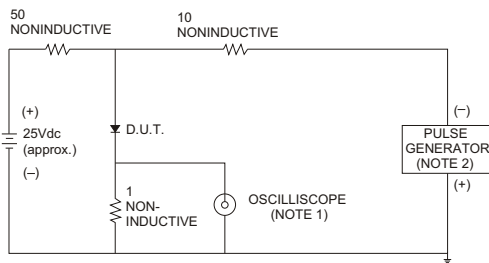 50
NONINDUCTIVE
10
NONINDUCTIVE
(+)
25Vdc
(approx.)
(–)
D.U.T.
1
NON-
INDUCTIVE
OSCILLISCOPE
(NOTE 1)
(–)
PULSE
GENERATOR
(NOTE 2)
(+)